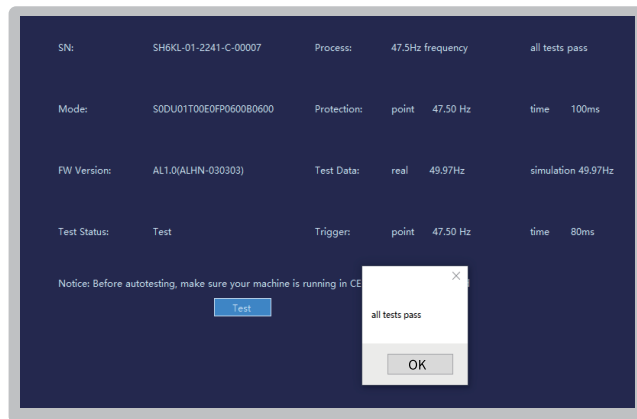 SN: SH6KL-01-2241-C-00007 Process: 47.5Hz frequency all tests pass
Mode: S0DU01T00E0FP0600B0600 Protection: point 47.50 Hz time 100ms
FW Version: AL1.0(ALHN-030303) Test Data: real 49.97Hz simulation 49.97Hz
Test Status: Test Trigger: point 47.50 Hz time 80ms
Notice: Before autotesting, make sure your machine is running in CE
Test
all tests pass
OK